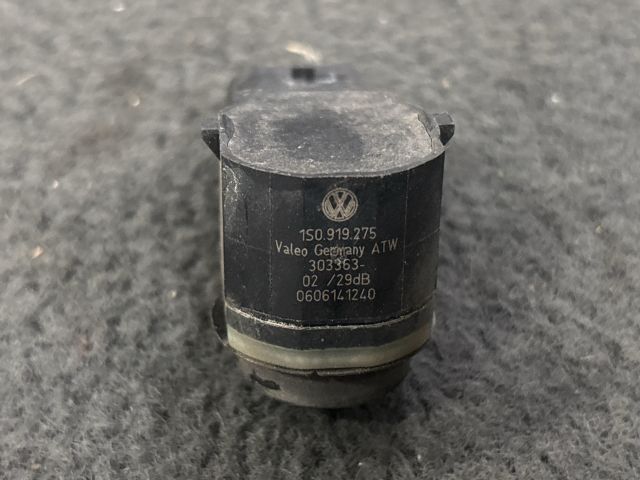 1S0.919.275
Valeo Germany ATW
303363-
02 /29dB
0606141240